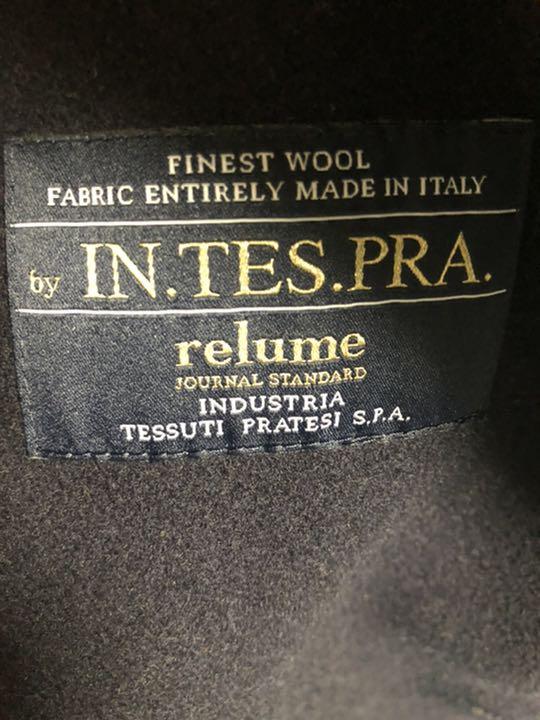 FINEST WOOL
FABRIC ENTIRELY MADE IN ITALY
by IN.TES.PRA.
relume
JOURNAL STANDARD
INDUSTRIA
TESSUTI PRATESI S.P.A.